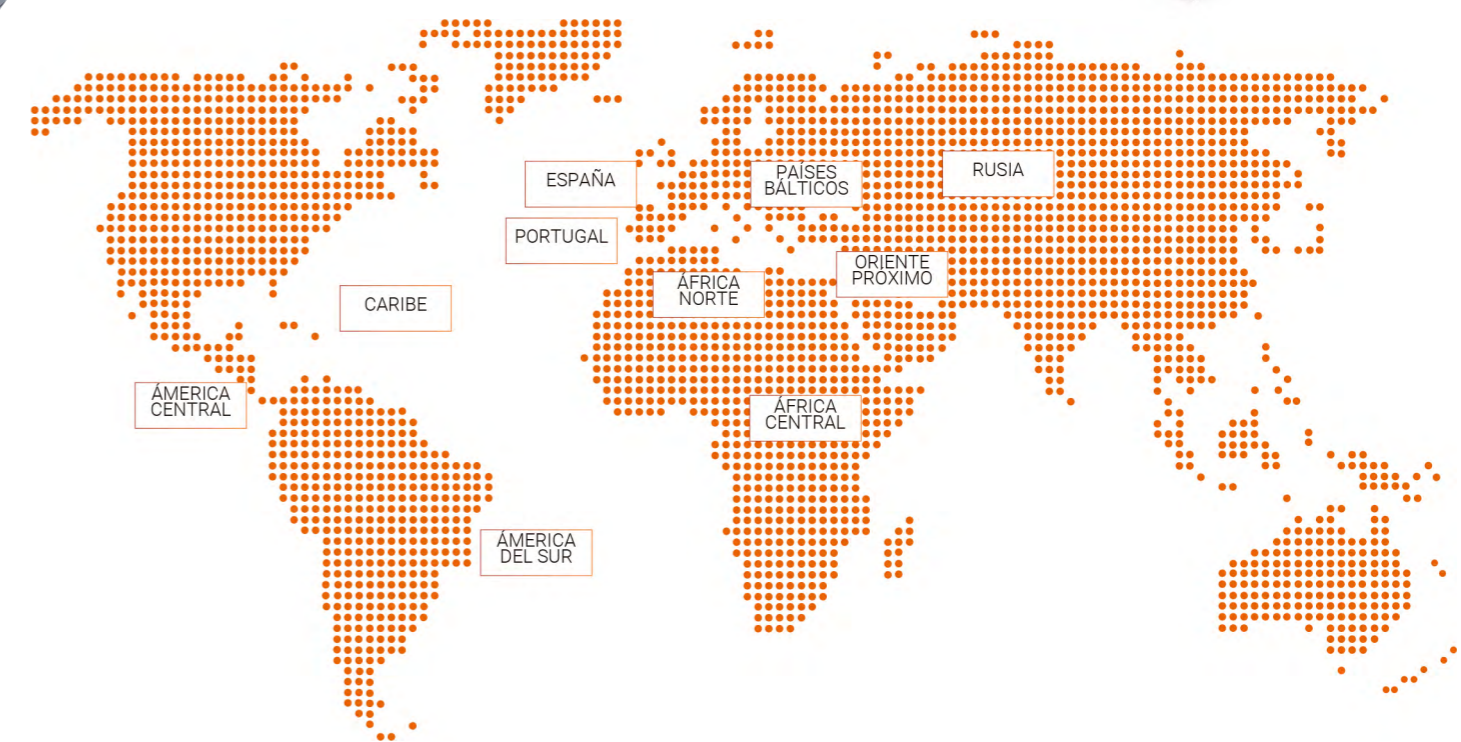 ESPAÑA
PAÍSES
BÁLTICOS
RUSIA
PORTUGAL
ORIENTE
PRÓXIMO
ÁFRICA
NORTE
CARIBE
ÁMERICA
CENTRAL
ÁFRICA
CENTRAL
ÁMERICA
DEL SUR